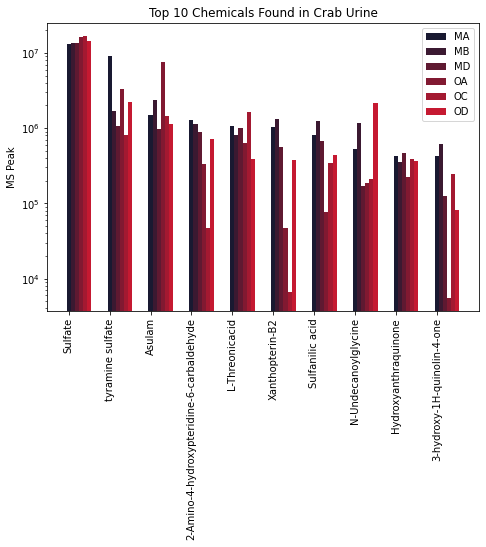 Top 10 Chemicals Found in Crab Urine
MA
MB
MD
OA
OC
OD
MS Peak
10⁷
10⁶
10⁵
10⁴
Sulfate
tyramine sulfate
Asulam
2-Amino-4-hydroxypteridine-6-carbaldehyde
L-Threonicacid
Xanthopterin-B2
Sulfanilic acid
N-Undecanoylglycine
Hydroxyanthraquinone
3-hydroxy-1H-quinolin-4-one